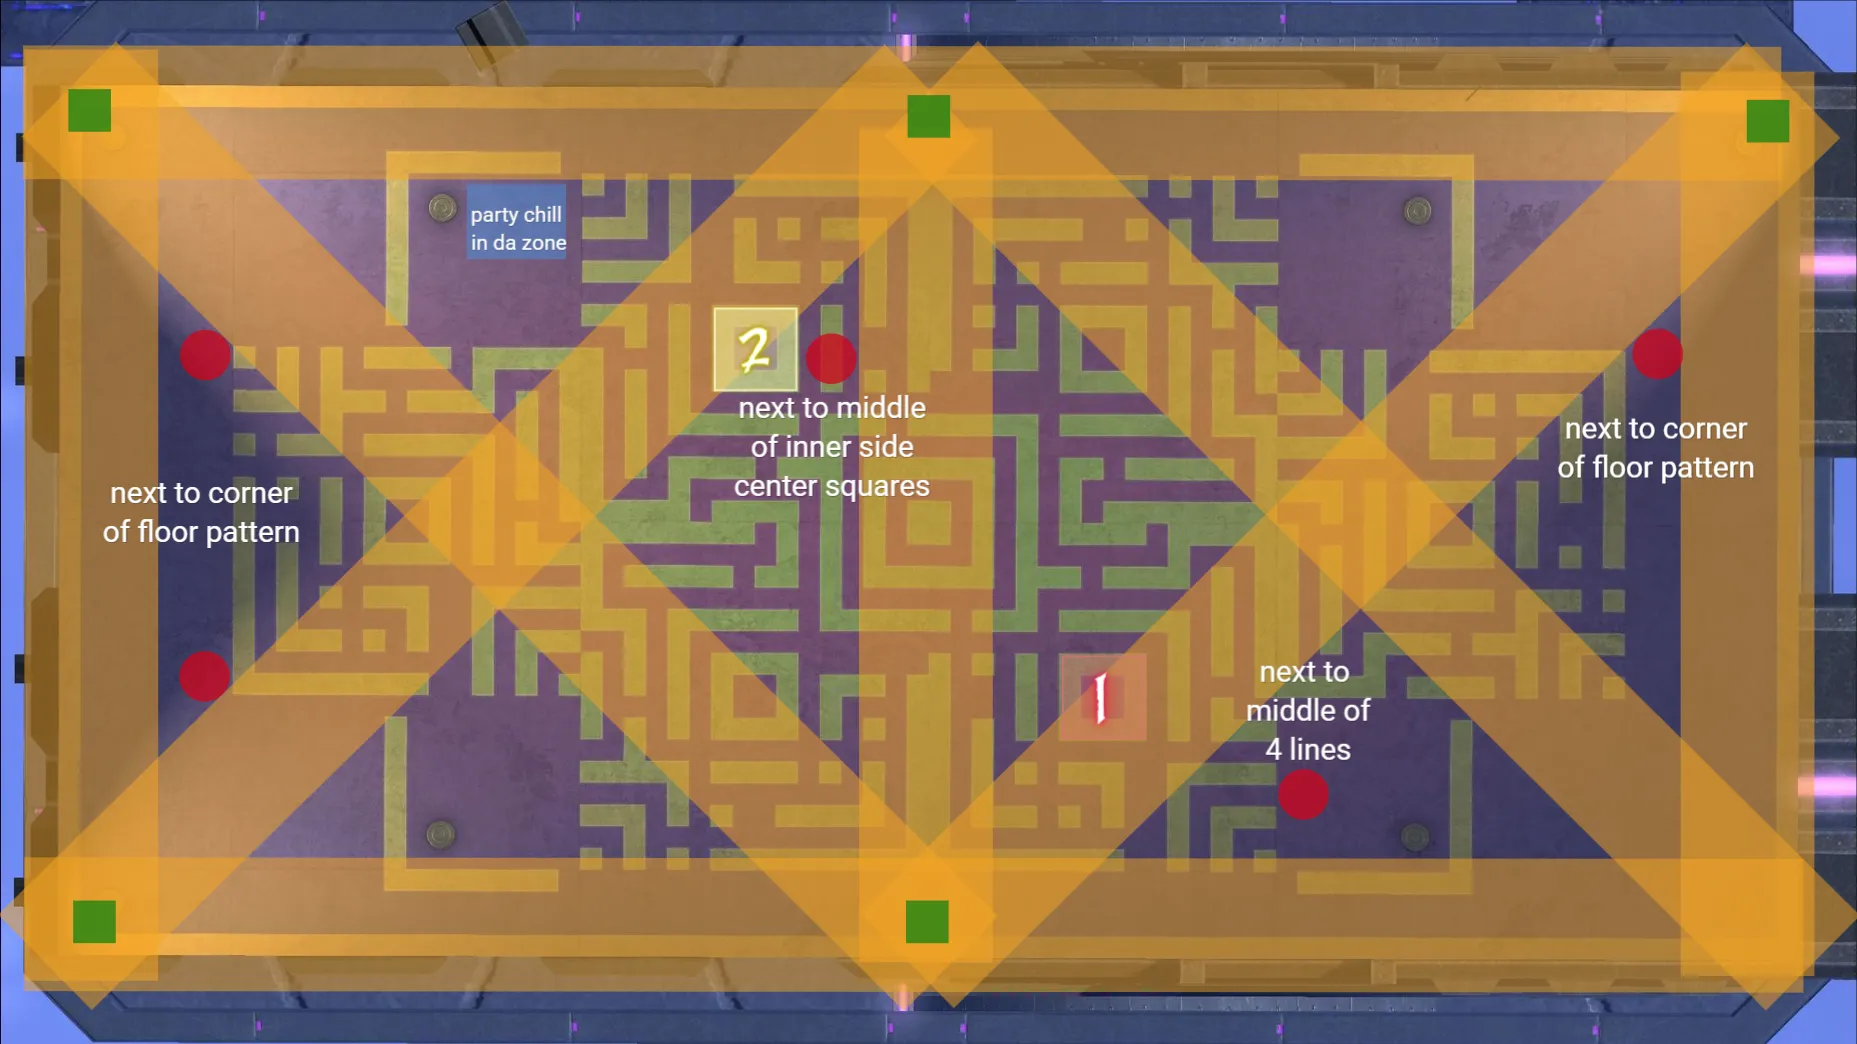 party chill
in da zone
2
next to middle
of inner side
center squares
next to corner
of floor pattern
next to corner
of floor pattern
1
next to
middle of
4 lines